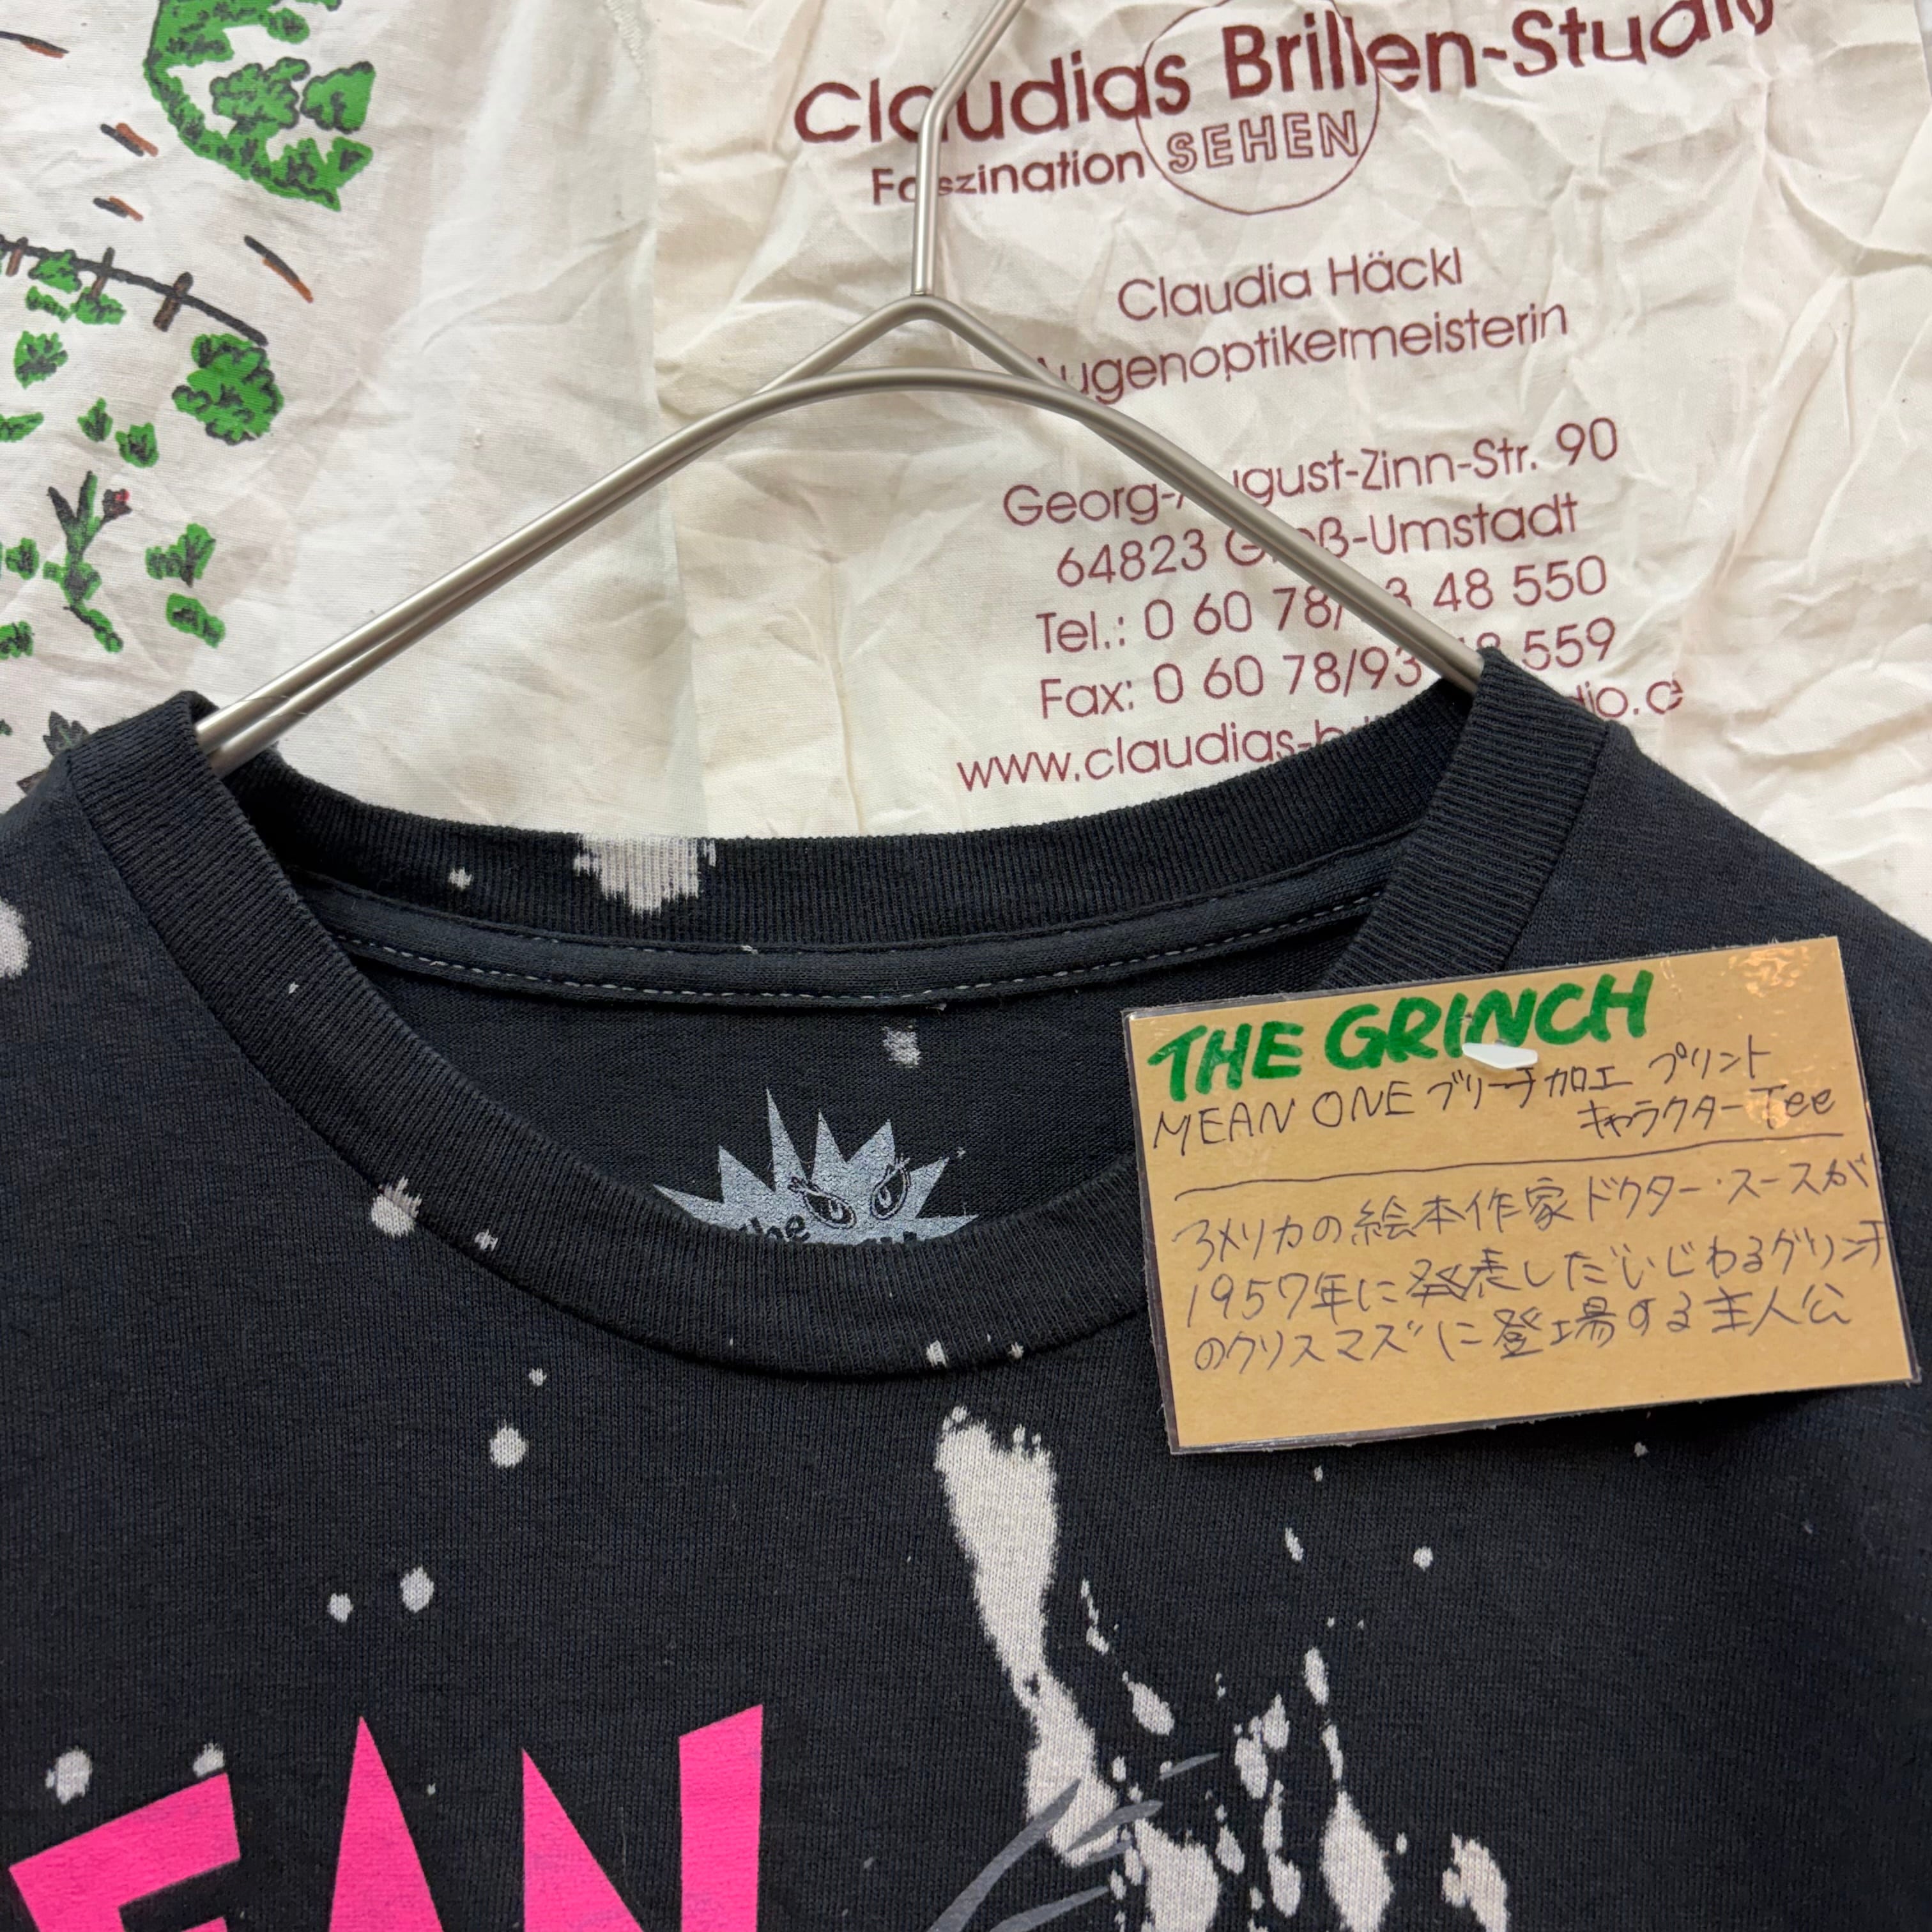 Claudias Brillen-Studio
Faszination SEHEN
Claudia Häckl
Augenoptikermeisterin
Georg-August-Zinn-Str. 90
64823 Groß-Umstadt
Tel.: 0 60 78/ 3 48 550
Fax: 0 60 78/93 8 559
www.claudias-b dio.d
THE GRINCH
MEAN ONE ブリーチ加工 プリント
キャラクター Tee
アメリカの絵本作家ドクター・スースが
1957年に発表した"いじわるグリンチ
のクリスマス"に登場する主人公
the
EAN